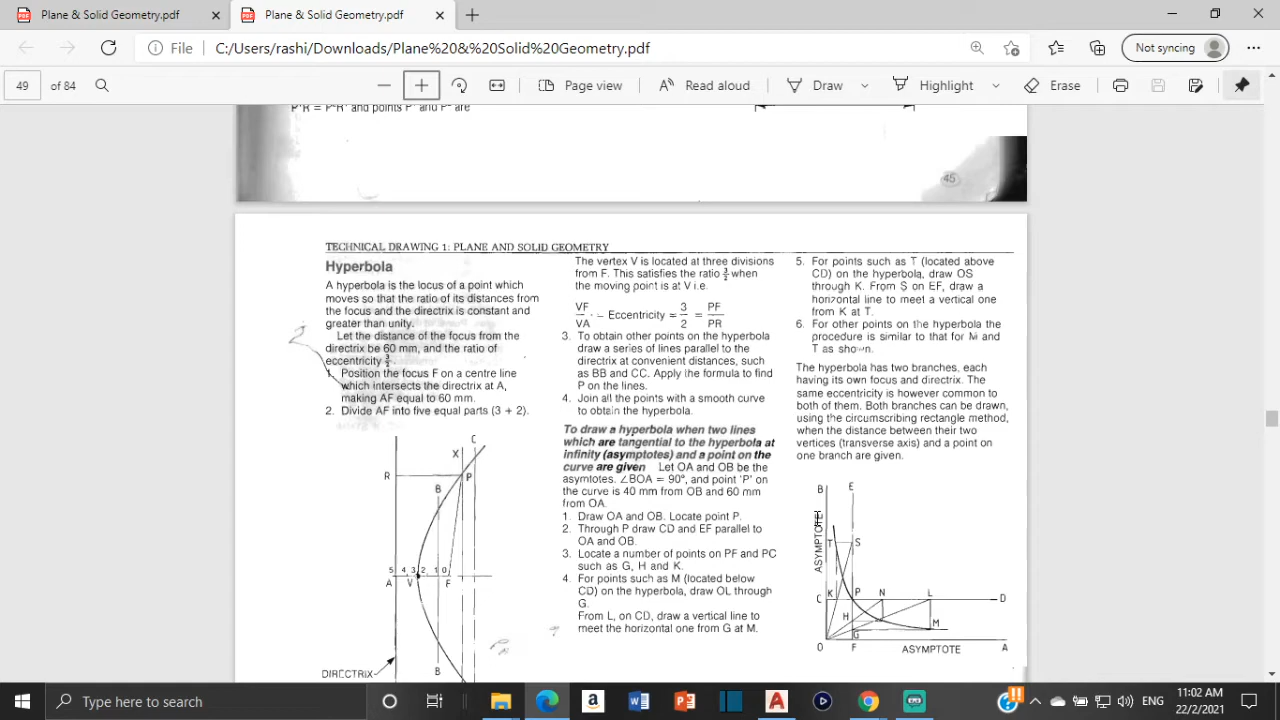 Plane & Solid Geometry.pdf
Plane & Solid Geometry.pdf
File
C:/Users/rashi/Downloads/Plane%20&%20Solid%20Geometry.pdf
Not syncing
49 of 84
Page view
Read aloud
Draw
Highlight
Erase
and points P
and
are
45
TECHNICAL DRAWING 1: PLANE AND SOLID GEOMETRY
Hyperbola
A hyperbola is the locus of a point which
moves so that the ratio of its distances from
the focus and the directrix is constant and
greater than unity.
Let the distance of the focus from the
directrix be 60 mm, and the ratio of
eccentricity 3/2
1. Position the focus F on a centre line
which intersects the directrix at A,
making AF equal to 60 mm.
2. Divide AF into five equal parts (3 + 2).
C
X
R
P
B
5 4 3 2 1 0
A V F
B
DIRECTRIX
The vertex V is located at three divisions
from F. This satisfies the ratio 3/2 when
the moving point is at V i.e.
VF/VA = Eccentricity = 3/2 = PF/PR
3. To obtain other points on the hyperbola
draw a series of lines parallel to the
directrix at convenient distances, such
as BB and CC. Apply the formula to find
P on the lines.
4. Join all the points with a smooth curve
to obtain the hyperbola.
To draw a hyperbola when two lines
which are tangential to the hyperbola at
infinity (asymptotes) and a point on the
curve are given Let OA and OB be the
asymtotes. ∠BOA = 90°, and point 'P' on
the curve is 40 mm from OB and 60 mm
from OA.
1. Draw OA and OB. Locate point P.
2. Through P draw CD and EF parallel to
OA and OB.
3. Locate a number of points on PF and PC
such as G, H and K.
4. For points such as M (located below
CD) on the hyperbola, draw OL through
G.
From L, on CD, draw a vertical line to
meet the horizontal one from G at M.
5. For points such as T (located above
CD) on the hyperbola, draw OS
through K. From S on EF, draw a
horizontal line to meet a vertical one
from K at T.
6. For other points on the hyperbola the
procedure is similar to that for M and
T as shown.
The hyperbola has two branches, each
having its own focus and directrix. The
same eccentricity is however common to
both of them. Both branches can be drawn,
using the circumscribing rectangle method,
when the distance between their two
vertices (transverse axis) and a point on
one branch are given.
B E
ASYMPTOTE
T S
C K P N L D
H M
G
O F ASYMPTOTE A
Type here to search
ENG
11:02 AM
22/2/2021